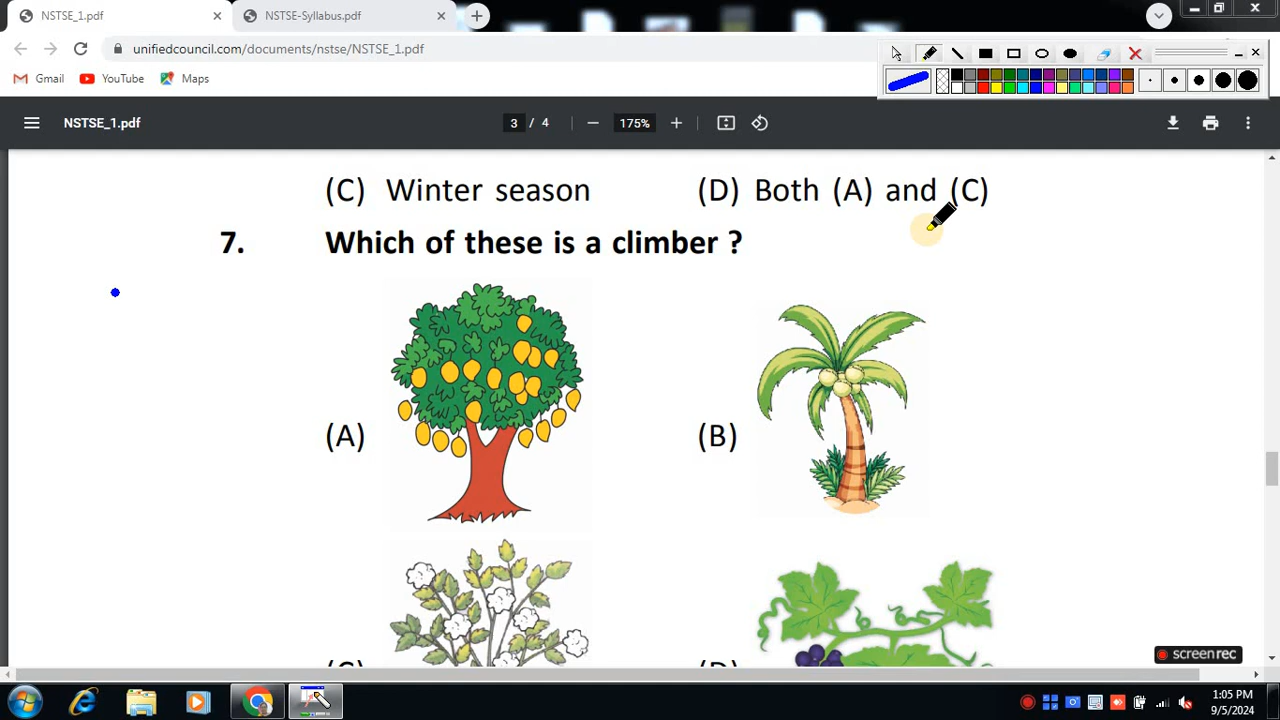 NSTSE_1.pdf
NSTSE-Syllabus.pdf
unifiedcouncil.com/documents/nstse/NSTSE_1.pdf
Gmail
YouTube
Maps
NSTSE_1.pdf
3 / 4
175%
(C) Winter season
(D) Both (A) and (C)
7. Which of these is a climber ?
(A)
(B)
(C)
(D)
screenrec
1:05 PM
9/5/2024